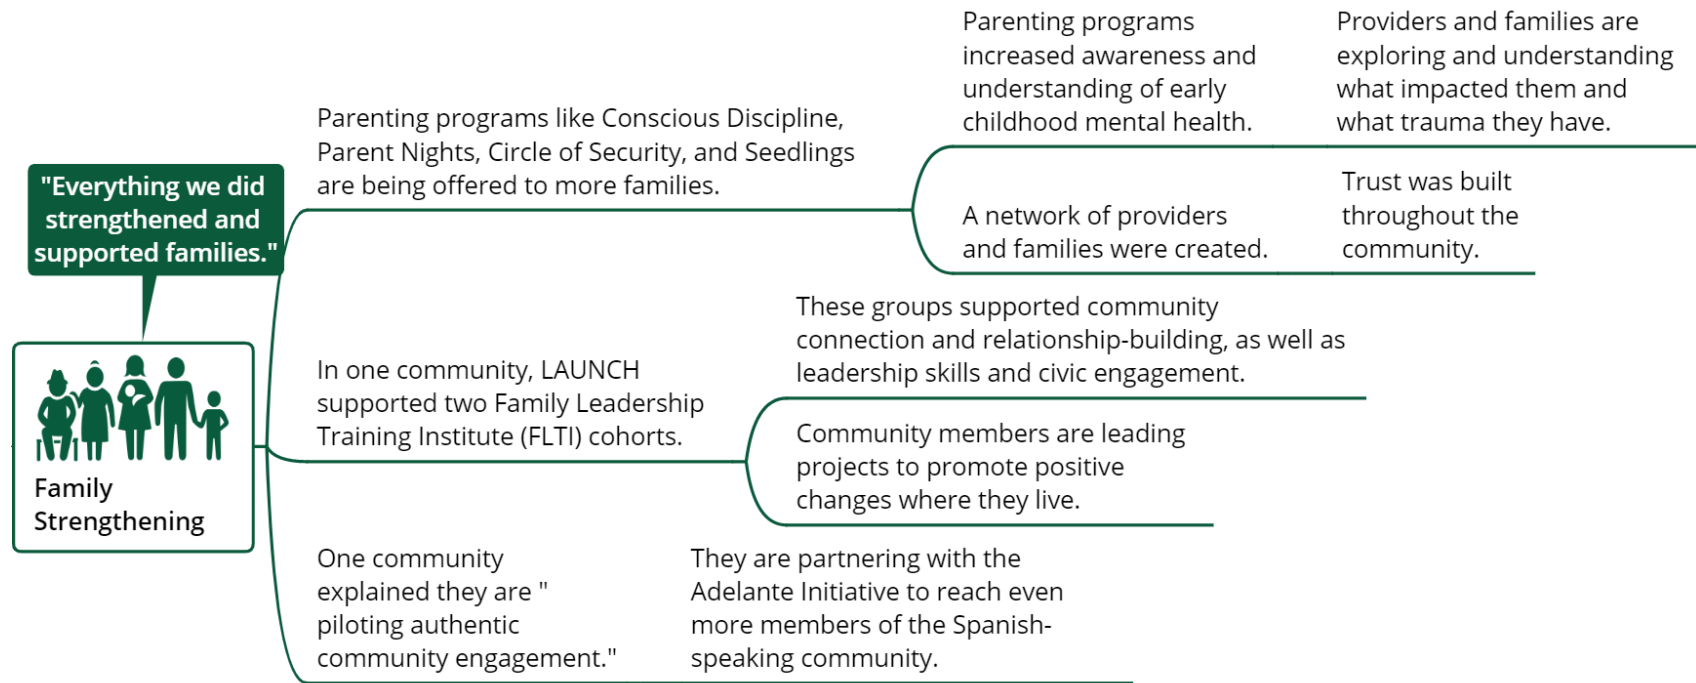 "Everything we did
strengthened and
supported families."
Family
Strengthening
Parenting programs like Conscious Discipline,
Parent Nights, Circle of Security, and Seedlings
are being offered to more families.
Parenting programs
increased awareness and
understanding of early
childhood mental health.
Providers and families are
exploring and understanding
what impacted them and
what trauma they have.
A network of providers
and families were created.
Trust was built
throughout the
community.
In one community, LAUNCH
supported two Family Leadership
Training Institute (FLTI) cohorts.
These groups supported community
connection and relationship-building, as well as
leadership skills and civic engagement.
Community members are leading
projects to promote positive
changes where they live.
One community
explained they are "
piloting authentic
community engagement."
They are partnering with the
Adelante Initiative to reach even
more members of the Spanish-
speaking community.